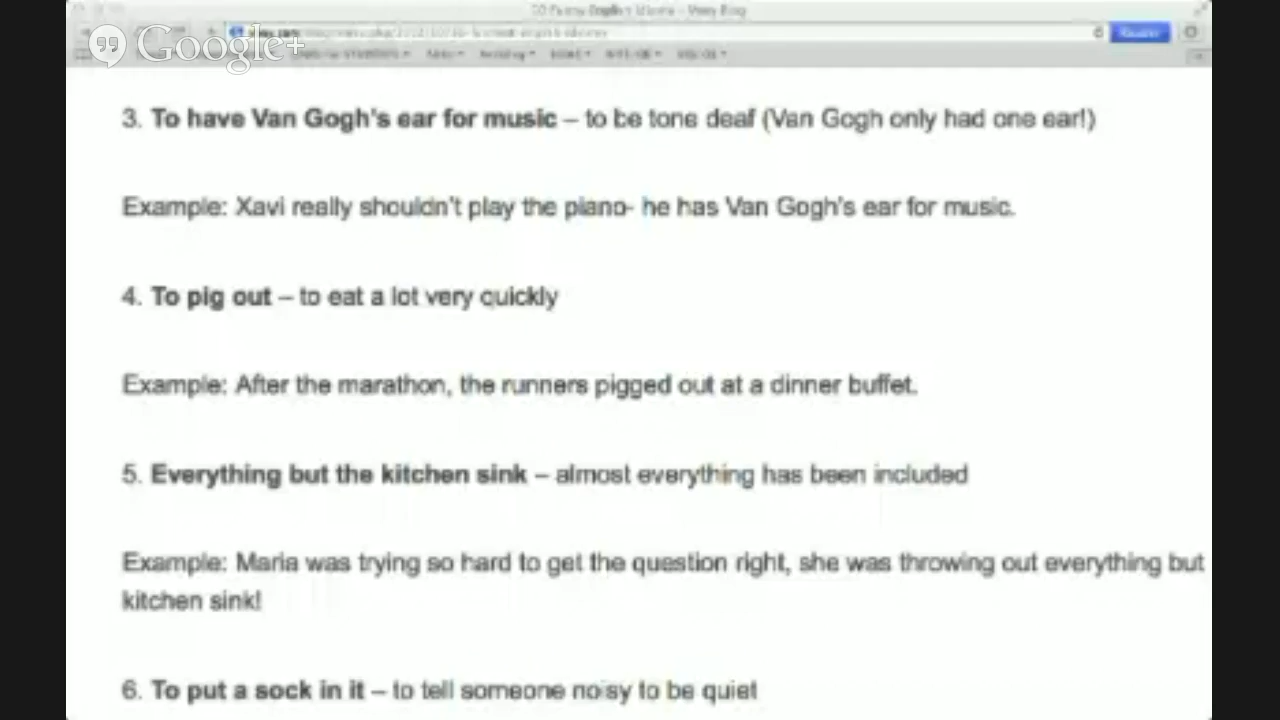 Google+
3. To have Van Gogh's ear for music – to be tone deaf (Van Gogh only had one ear!)
Example: Xavi really shouldn't play the piano- he has Van Gogh's ear for music.
4. To pig out – to eat a lot very quickly
Example: After the marathon, the runners pigged out at a dinner buffet.
5. Everything but the kitchen sink – almost everything has been included
Example: Maria was trying so hard to get the question right, she was throwing out everything but
kitchen sink!
6. To put a sock in it – to tell someone noisy to be quiet